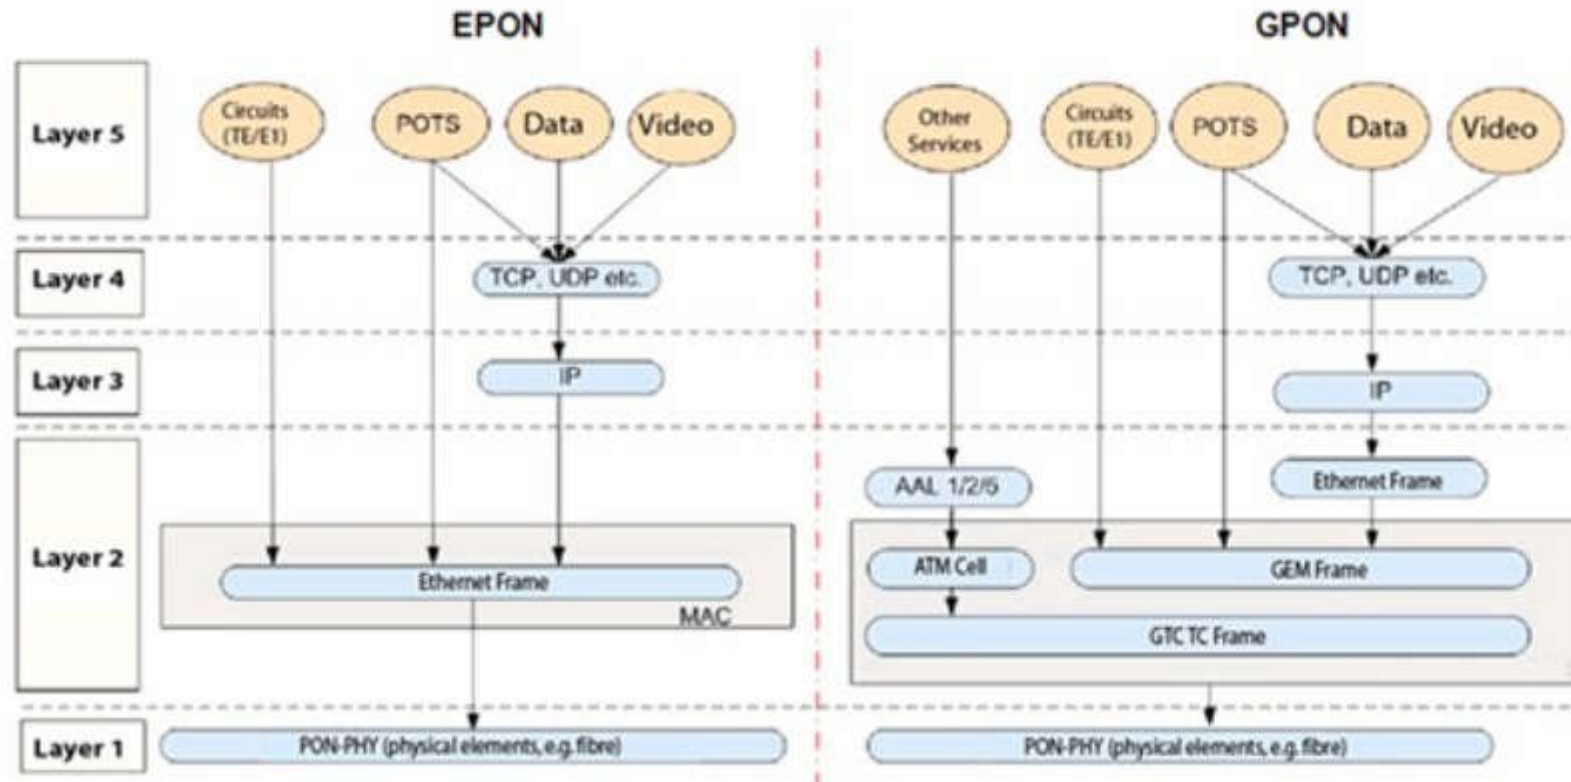 EPON
GPON
Layer 5
Circuits
(TE/E1)
POTS
Data
Video
Other
Services
Circuits
(TE/E1)
POTS
Data
Video
Layer 4
TCP, UDP etc.
TCP, UDP etc.
Layer 3
IP
IP
Layer 2
AAL 1/2/5
Ethernet Frame
Ethernet Frame
MAC
ATM Cell
GEM Frame
GTC TC Frame
Layer 1
PON-PHY (physical elements, e.g. fibre)
PON-PHY (physical elements, e.g. fibre)